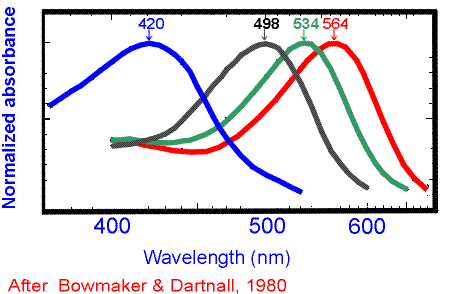 420 498 534 564
Normalized absorbance
400 500 600
Wavelength (nm)
After Bowmaker & Dartnall, 1980